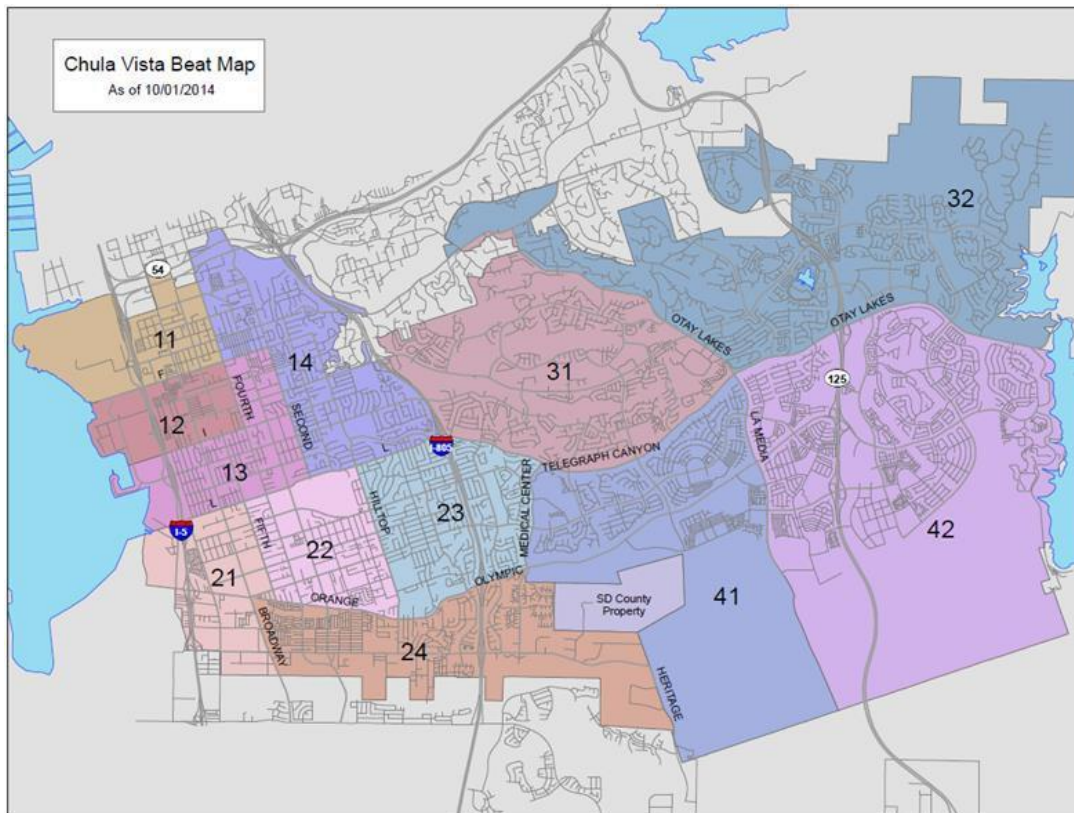 Chula Vista Beat Map
As of 10/01/2014
32
54
11
F
14
FOURTH
SECOND
12
I
13
L
L
I-805
31
OTAY LAKES
OTAY LAKES
125
LA MEDIA
TELEGRAPH CANYON
MEDICAL CENTER
23
HILLTOP
I-5
FIFTH
22
21
ORANGE
OLYMPIC
BROADWAY
24
SD County
Property
41
42
HERITAGE